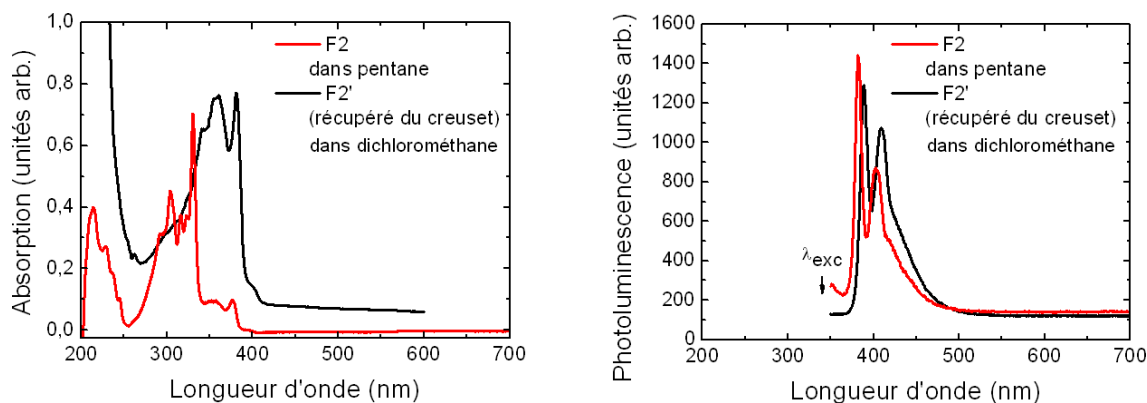 Absorption (unités arb.)
1,0
0,8
0,6
0,4
0,2
0,0
200 300 400 500 600 700
Longueur d'onde (nm)
F2
dans pentane
F2'
(récupéré du creuset)
dans dichlorométhane
Photoluminescence (unités arb.)
1600
1400
1200
1000
800
600
400
200
0
200 300 400 500 600 700
Longueur d'onde (nm)
F2
dans pentane
F2'
(récupéré du creuset)
dans dichlorométhane
λexc